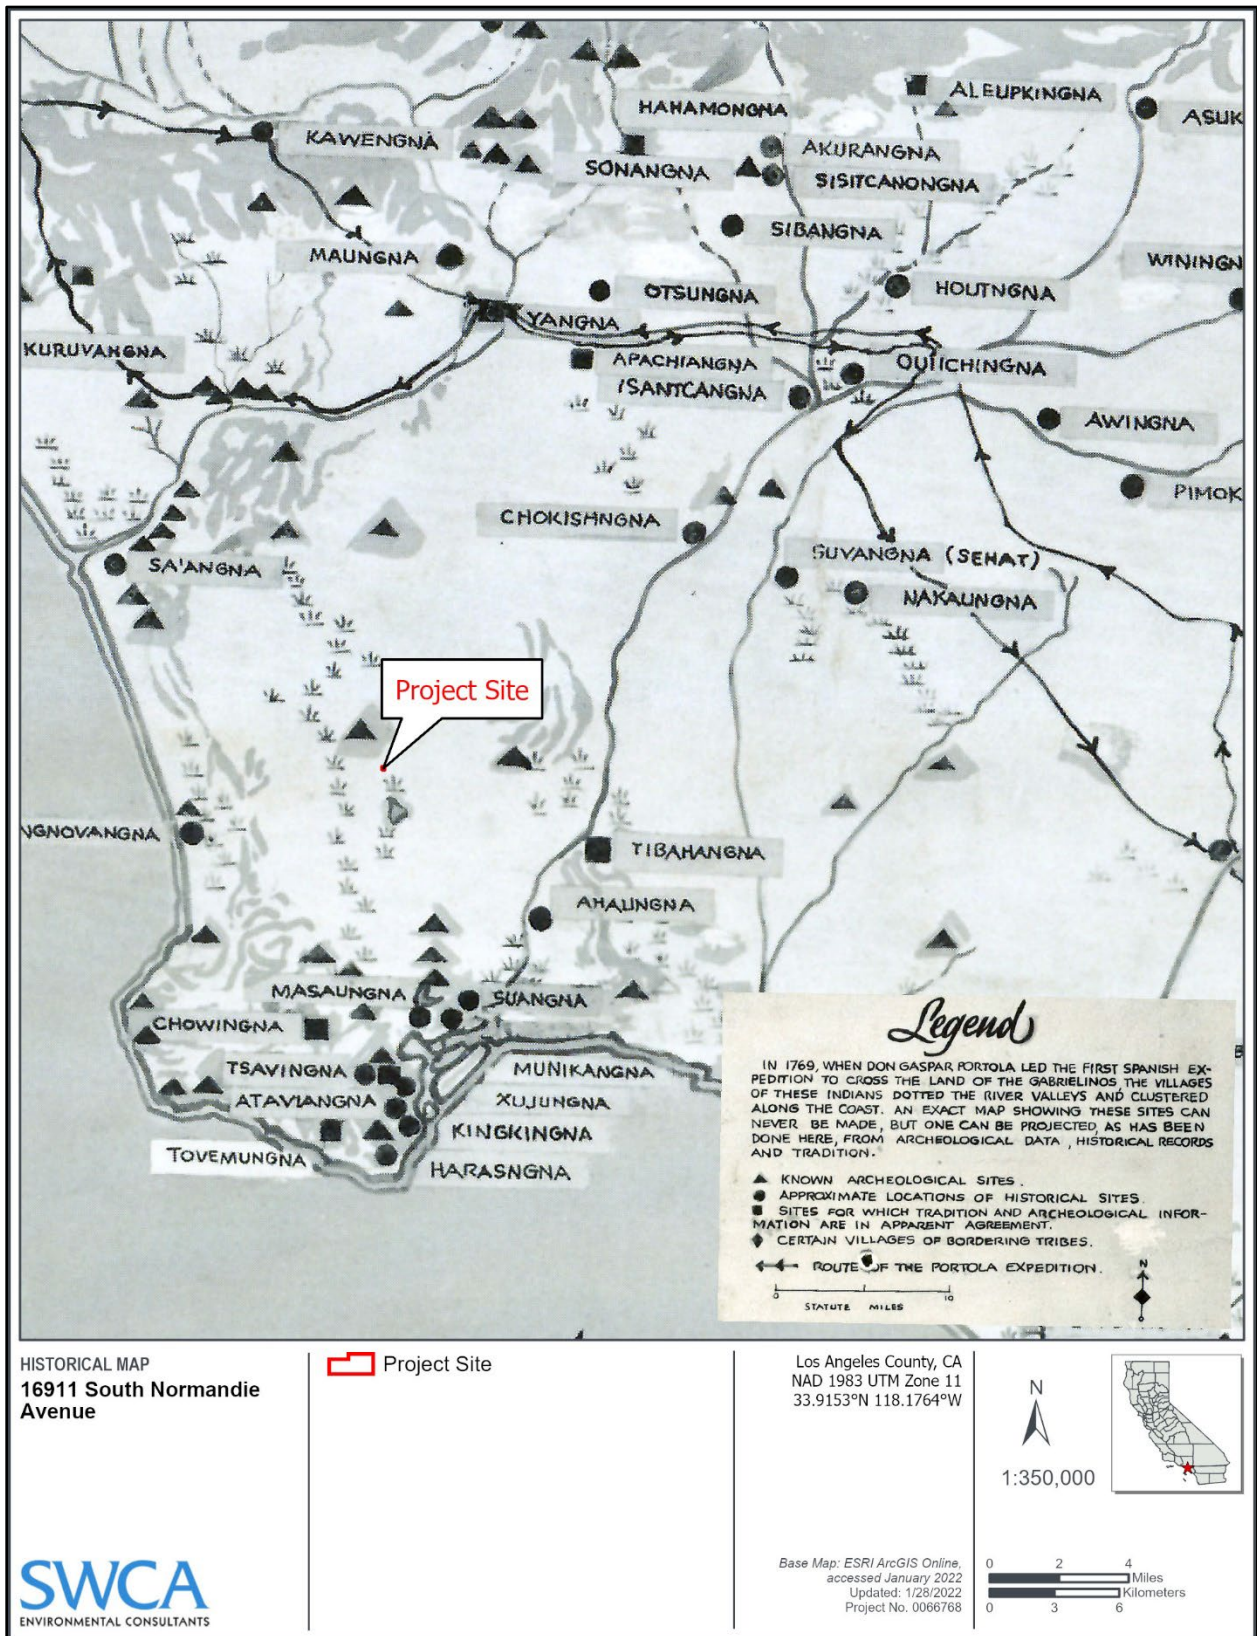 HAHAMONGNA
ALEUPKINGNA
ASUK
KAWENGNA
AKURANGNA
SONANGNA
SISITCANONGNA
SIBANGNA
MAUNGNA
WININGN
OTSUNGNA
HOUTNGNA
YANGNA
KURUVANGNA
APACHIANGNA
OUIICHINGNA
ISANTCANGNA
AWINGNA
PIMOK
CHOKISHNGNA
SUVANGNA (SEHAT)
SA'ANGNA
NAKAUNGNA
Project Site
NGNOVANGNA
TIBAHANGNA
AHAUNGNA
MASAUNGNA
SUANGNA
CHOWINGNA
TSAVINGNA
MUNIKANGNA
ATAVIANGNA
XUJUNGNA
KINGKINGNA
TOVEMUNGNA
HARASNGNA
Legend
IN 1769, WHEN DON GASPAR PORTOLA LED THE FIRST SPANISH EX-
PEDITION TO CROSS THE LAND OF THE GABRIELINOS, THE VILLAGES
OF THESE INDIANS DOTTED THE RIVER VALLEYS AND CLUSTERED
ALONG THE COAST. AN EXACT MAP SHOWING THESE SITES CAN
NEVER BE MADE, BUT ONE CAN BE PROJECTED, AS HAS BEEN
DONE HERE, FROM ARCHEOLOGICAL DATA, HISTORICAL RECORDS
AND TRADITION.
KNOWN ARCHEOLOGICAL SITES.
APPROXIMATE LOCATIONS OF HISTORICAL SITES.
SITES FOR WHICH TRADITION AND ARCHEOLOGICAL INFOR-
MATION ARE IN APPARENT AGREEMENT.
CERTAIN VILLAGES OF BORDERING TRIBES.
ROUTE OF THE PORTOLA EXPEDITION.
N
0 10
STATUTE MILES
HISTORICAL MAP
16911 South Normandie
Avenue
SWCA
ENVIRONMENTAL CONSULTANTS
Project Site
Los Angeles County, CA
NAD 1983 UTM Zone 11
33.9153°N 118.1764°W
Base Map: ESRI ArcGIS Online,
accessed January 2022
Updated: 1/28/2022
Project No. 0066768
N
1:350,000
0 2 4
Miles
Kilometers
0 3 6